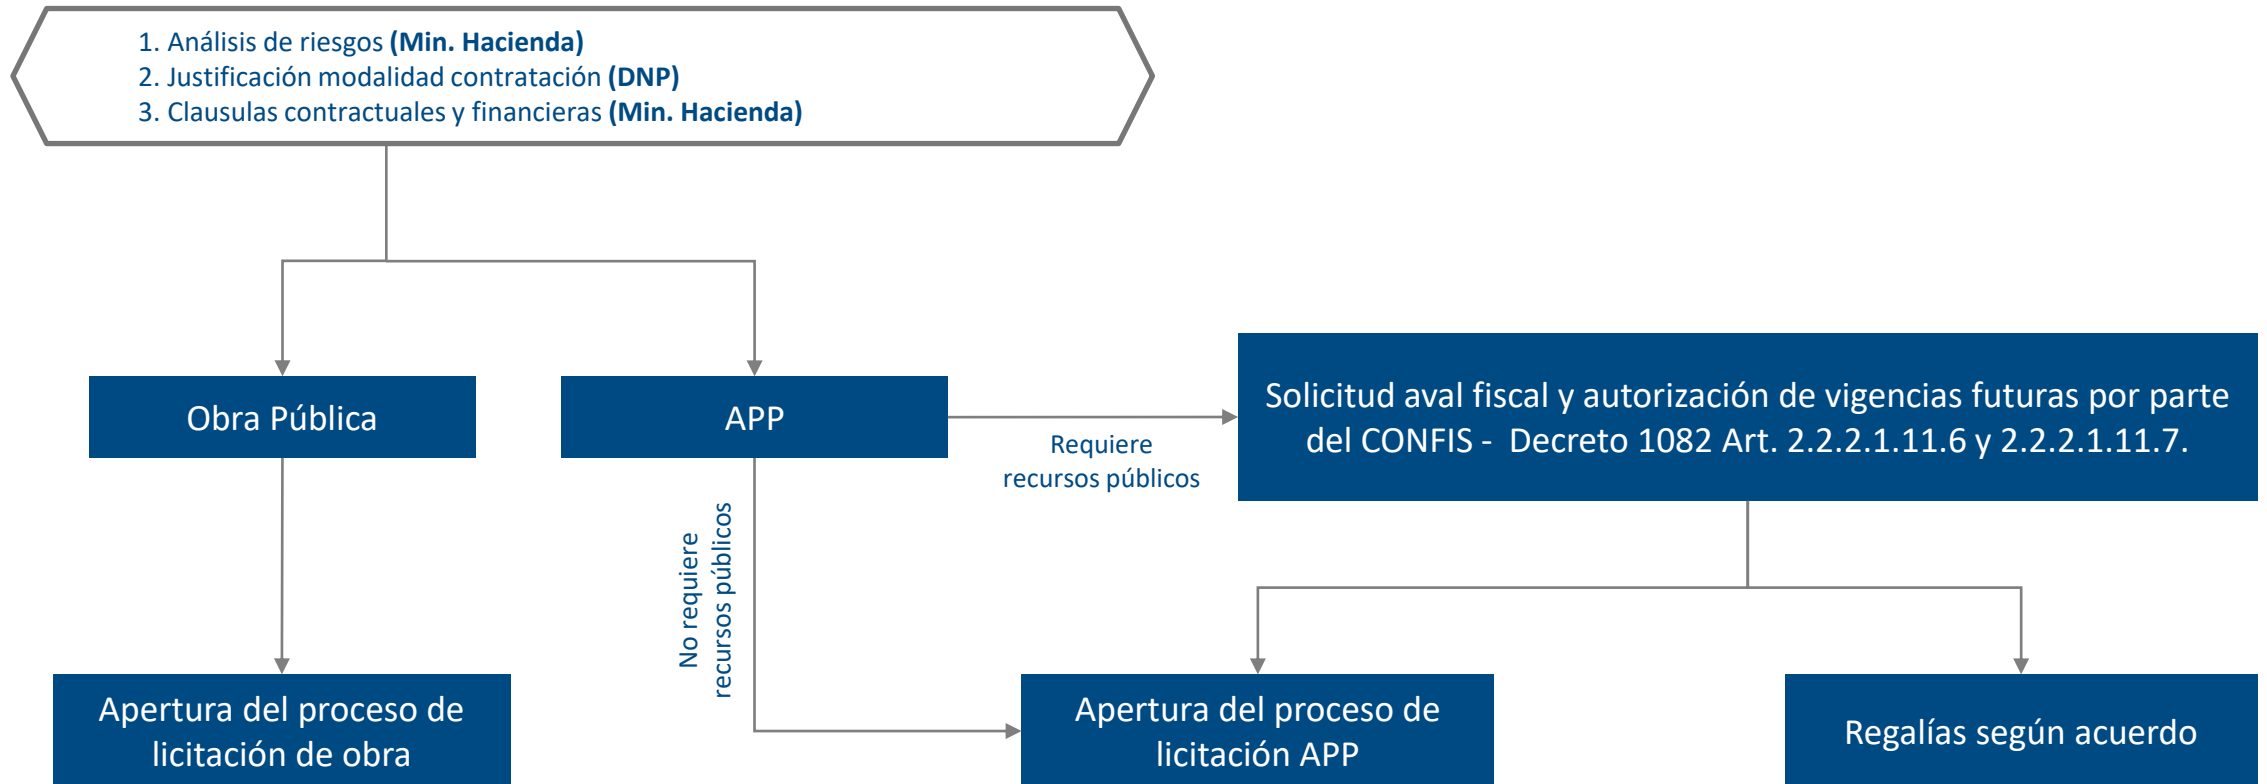 1. Análisis de riesgos (Min. Hacienda)
2. Justificación modalidad contratación (DNP)
3. Clausulas contractuales y financieras (Min. Hacienda)
Obra Pública
APP
Requiere
recursos públicos
Solicitud aval fiscal y autorización de vigencias futuras por parte
del CONFIS - Decreto 1082 Art. 2.2.2.1.11.6 y 2.2.2.1.11.7.
No requiere
recursos públicos
Apertura del proceso de
licitación de obra
Apertura del proceso de
licitación APP
Regalías según acuerdo